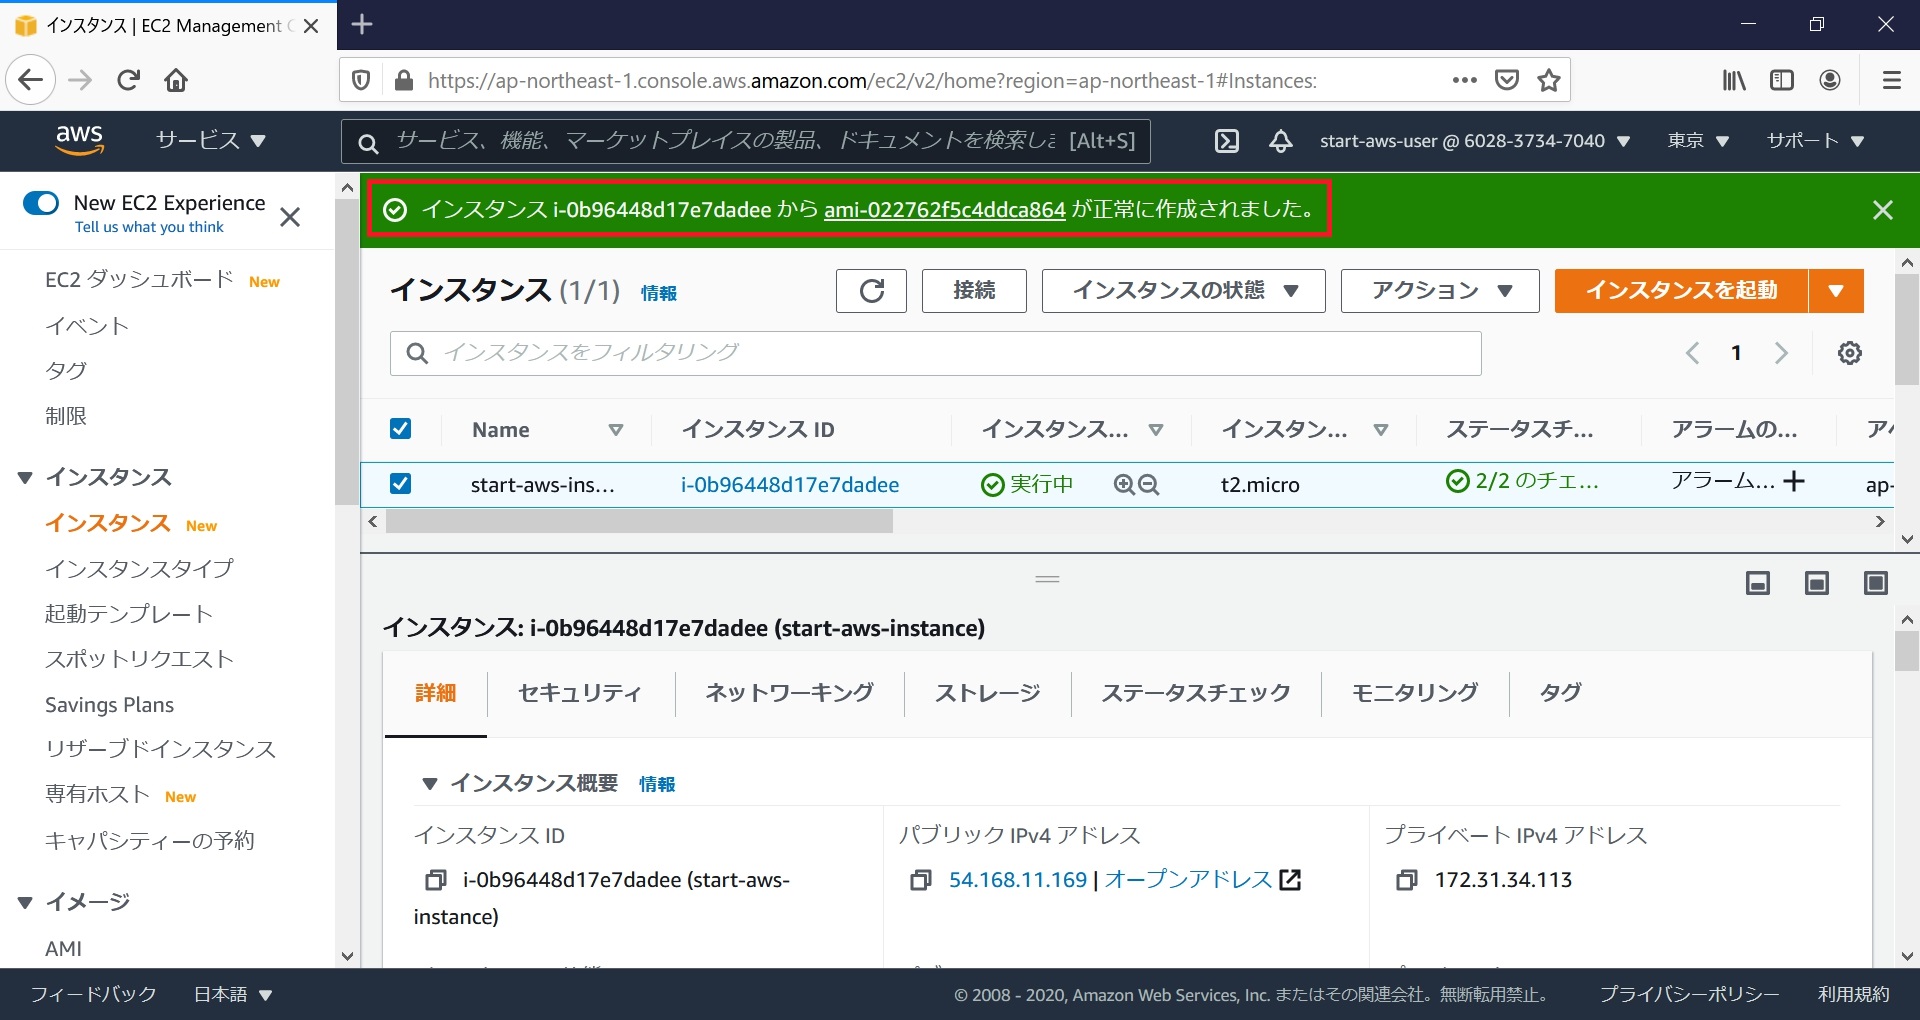 インスタンス | EC2 Management C
https://ap-northeast-1.console.aws.amazon.com/ec2/v2/home?region=ap-northeast-1#Instances:
aws
サービス
サービス、機能、マーケットプレイスの製品、ドキュメントを検索しま [Alt+S]
start-aws-user @ 6028-3734-7040
東京
サポート
New EC2 Experience
Tell us what you think
EC2 ダッシュボード New
イベント
タグ
制限
インスタンス
インスタンス New
インスタンスタイプ
起動テンプレート
スポットリクエスト
Savings Plans
リザーブドインスタンス
専有ホスト New
キャパシティーの予約
イメージ
AMI
インスタンス i-0b96448d17e7dadee から ami-022762f5c4ddca864 が正常に作成されました。
インスタンス (1/1) 情報
接続
インスタンスの状態
アクション
インスタンスを起動
インスタンスをフィルタリング
1
Name インスタンス ID インスタンス... インスタン... ステータスチ... アラームの...
start-aws-ins... i-0b96448d17e7dadee 実行中 t2.micro 2/2 のチェ... アラーム... ap-
インスタンス: i-0b96448d17e7dadee (start-aws-instance)
詳細 セキュリティ ネットワーキング ストレージ ステータスチェック モニタリング タグ
インスタンス概要 情報
インスタンス ID
i-0b96448d17e7dadee (start-aws-
instance)
パブリック IPv4 アドレス
54.168.11.169 | オープンアドレス
プライベート IPv4 アドレス
172.31.34.113
フィードバック
日本語
© 2008 - 2020, Amazon Web Services, Inc. またはその関連会社。無断転用禁止。
プライバシーポリシー
利用規約